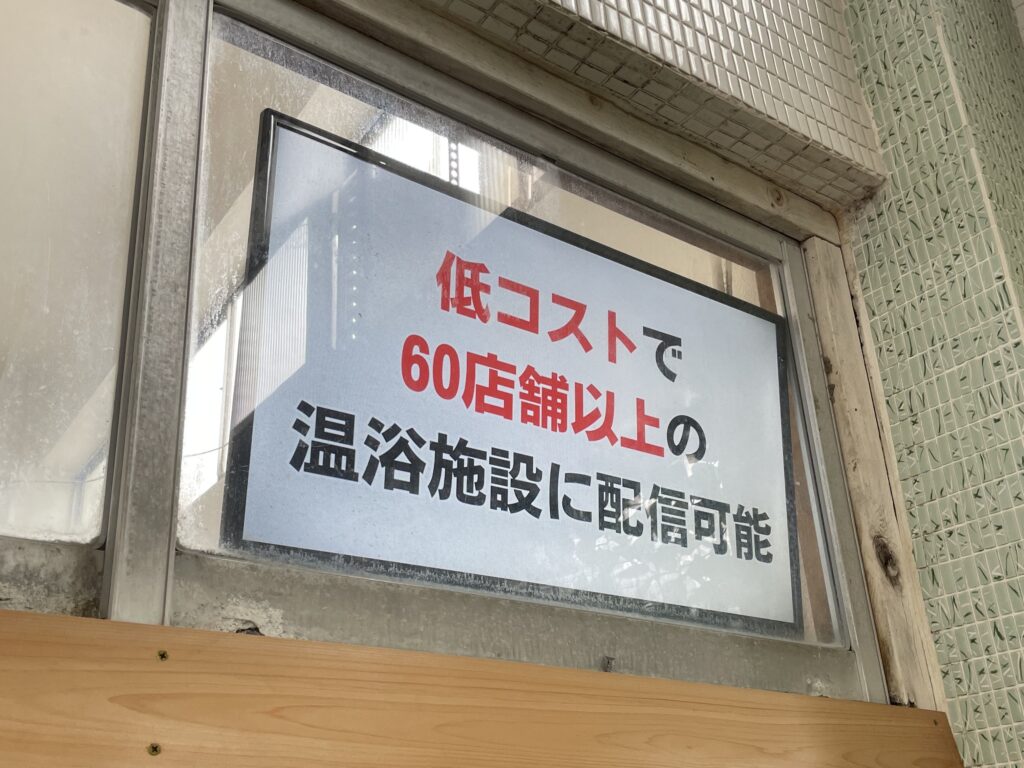 低コストで
60店舗以上の
温浴施設に配信可能